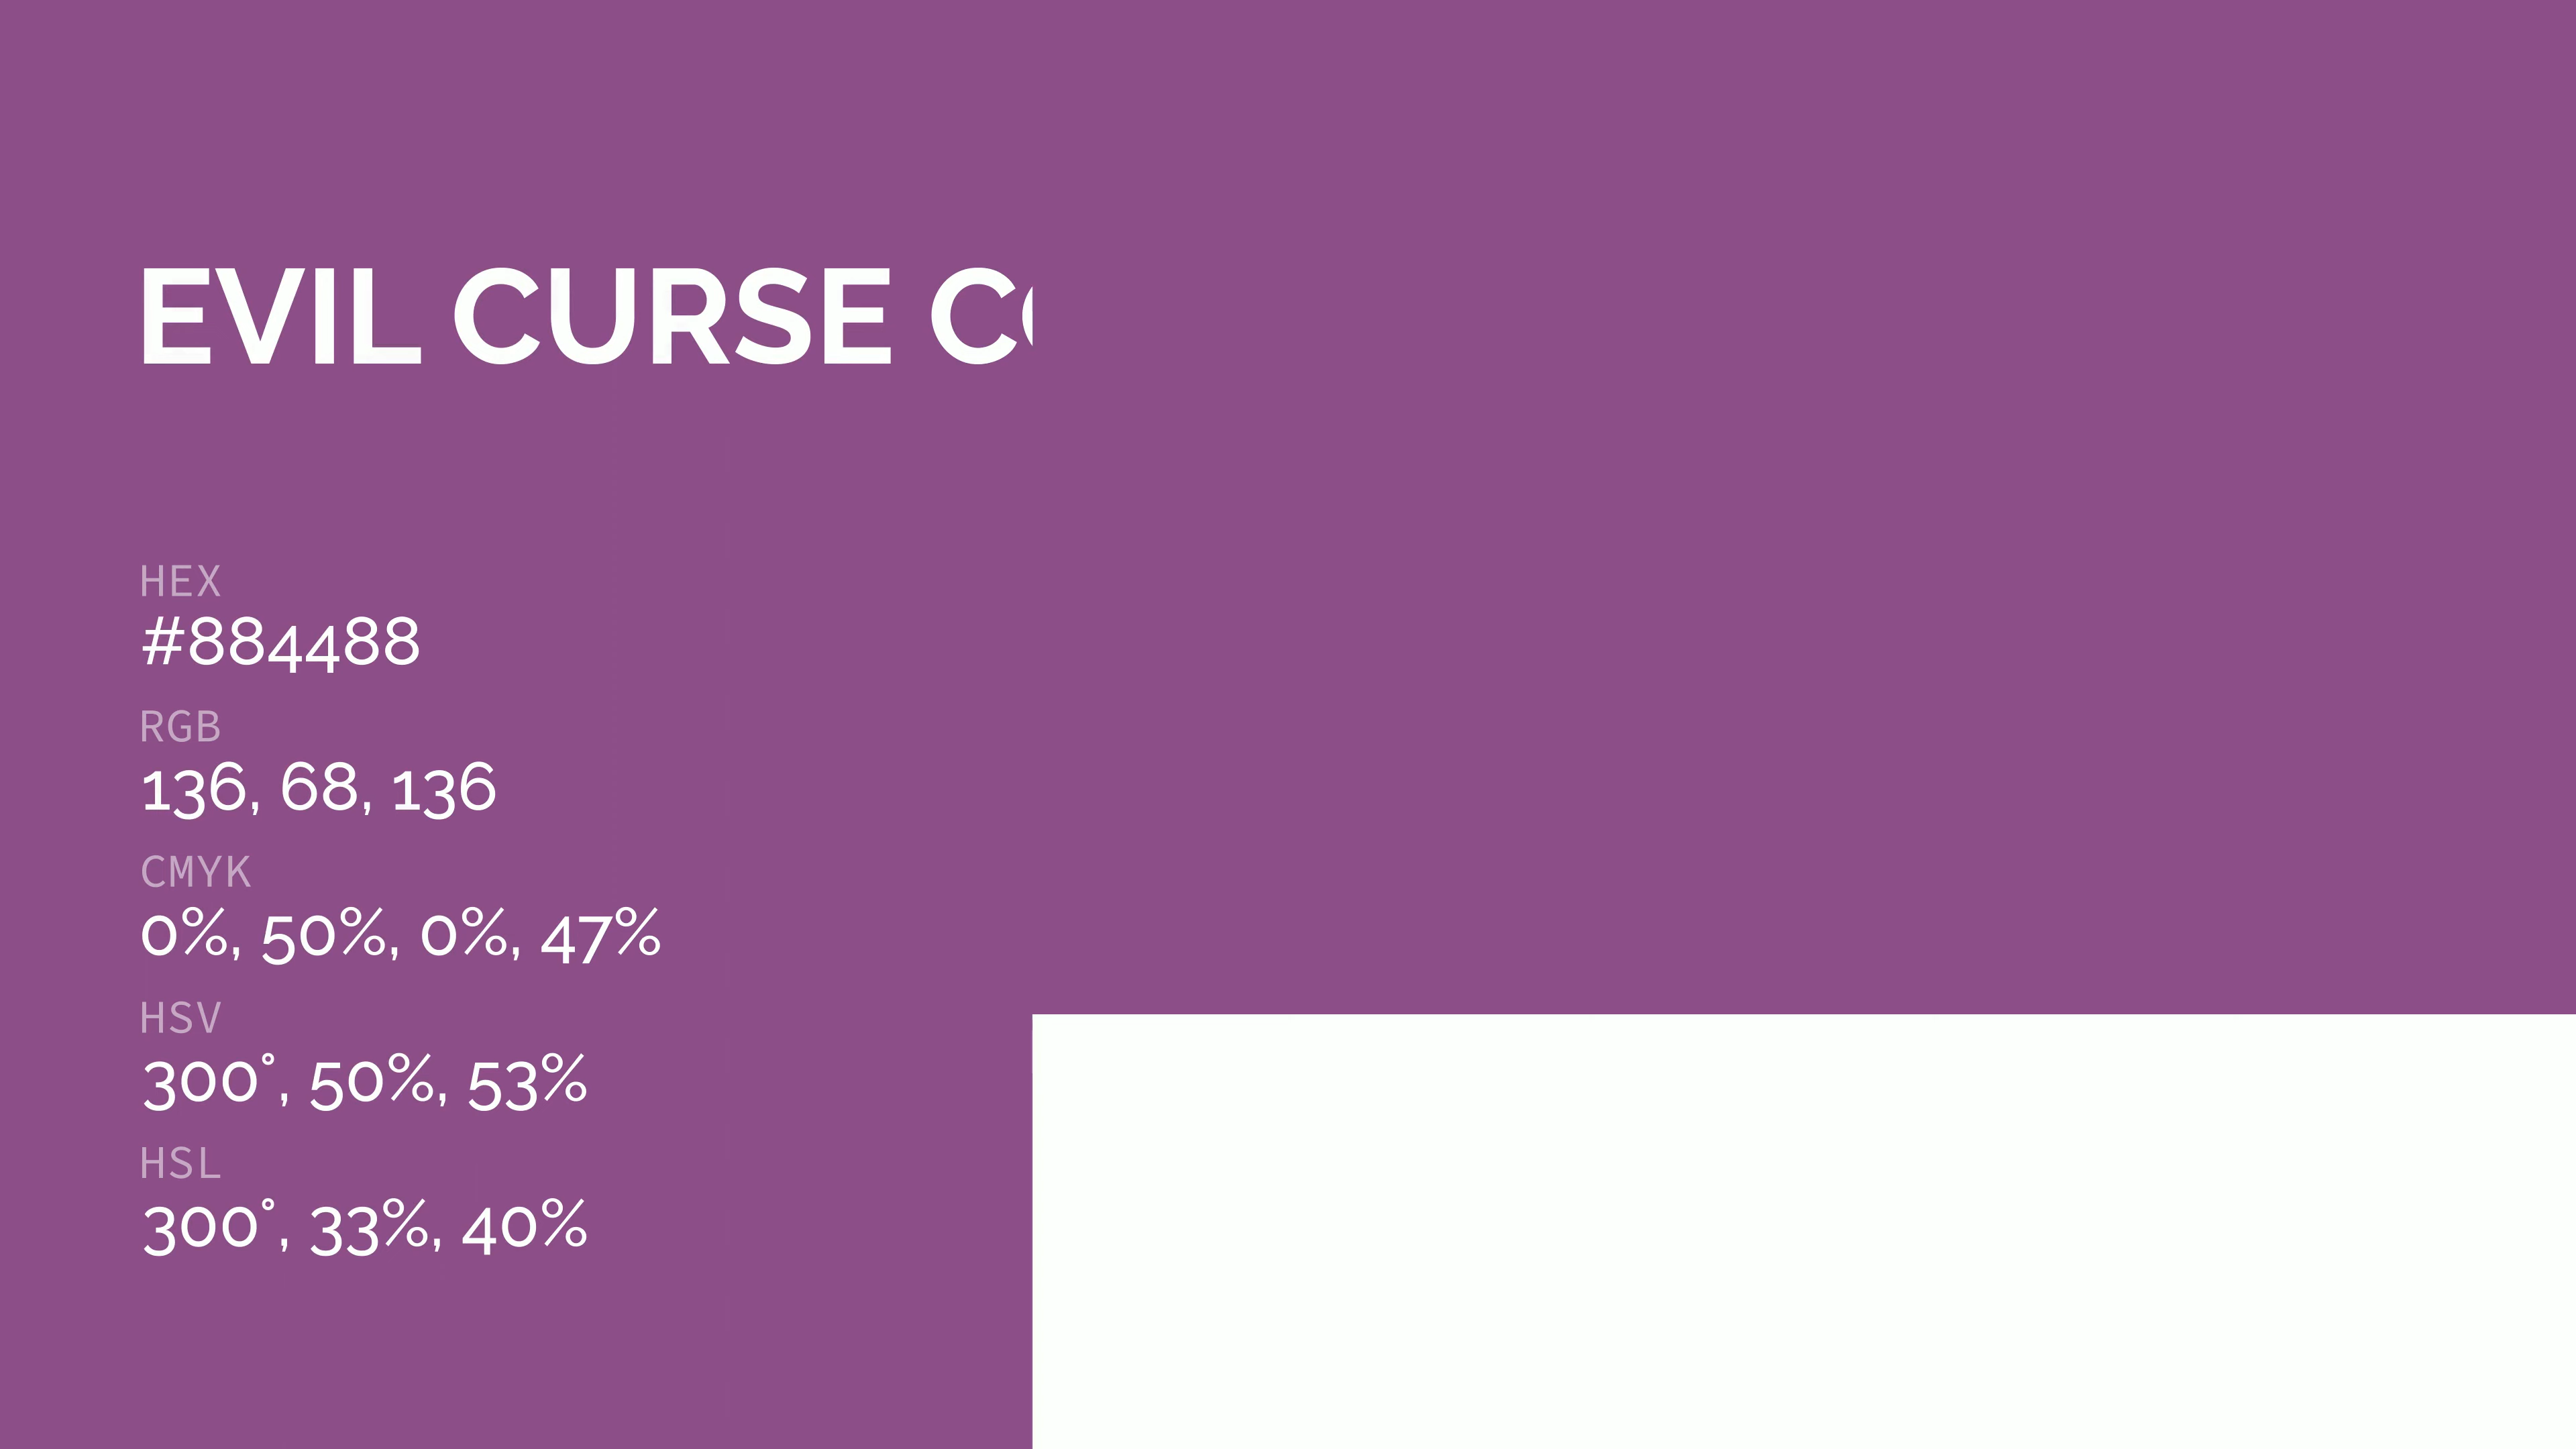 EVIL CURSE
HEX
#884488
RGB
136, 68, 136
CMYK
0%, 50%, 0%, 47%
HSV
300°, 50%, 53%
HSL
300°, 33%, 40%